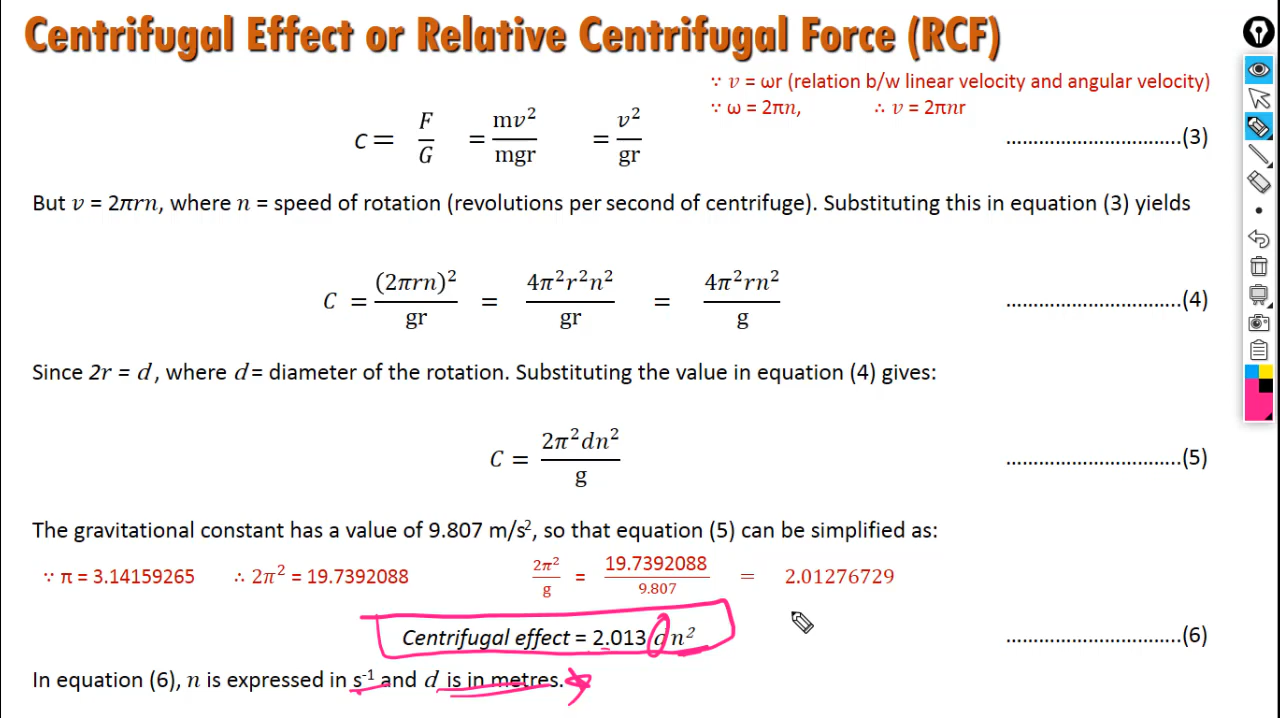 Centrifugal Effect or Relative Centrifugal Force (RCF)
∵ v = ωr (relation b/w linear velocity and angular velocity)
∵ ω = 2πn, ∴ v = 2πnr
C = F/G = mv²/mgr = v²/gr ...............................(3)
But v = 2πrn, where n = speed of rotation (revolutions per second of centrifuge). Substituting this in equation (3) yields
C = (2πrn)²/gr = 4π²r²n²/gr = 4π²rn²/g ...............................(4)
Since 2r = d, where d = diameter of the rotation. Substituting the value in equation (4) gives:
C = 2π²dn²/g ...............................(5)
The gravitational constant has a value of 9.807 m/s², so that equation (5) can be simplified as:
∵ π = 3.14159265 ∴ 2π² = 19.7392088 2π²/g = 19.7392088/9.807 = 2.01276729
Centrifugal effect = 2.013 dn² ...............................(6)
In equation (6), n is expressed in s⁻¹ and d is in metres.